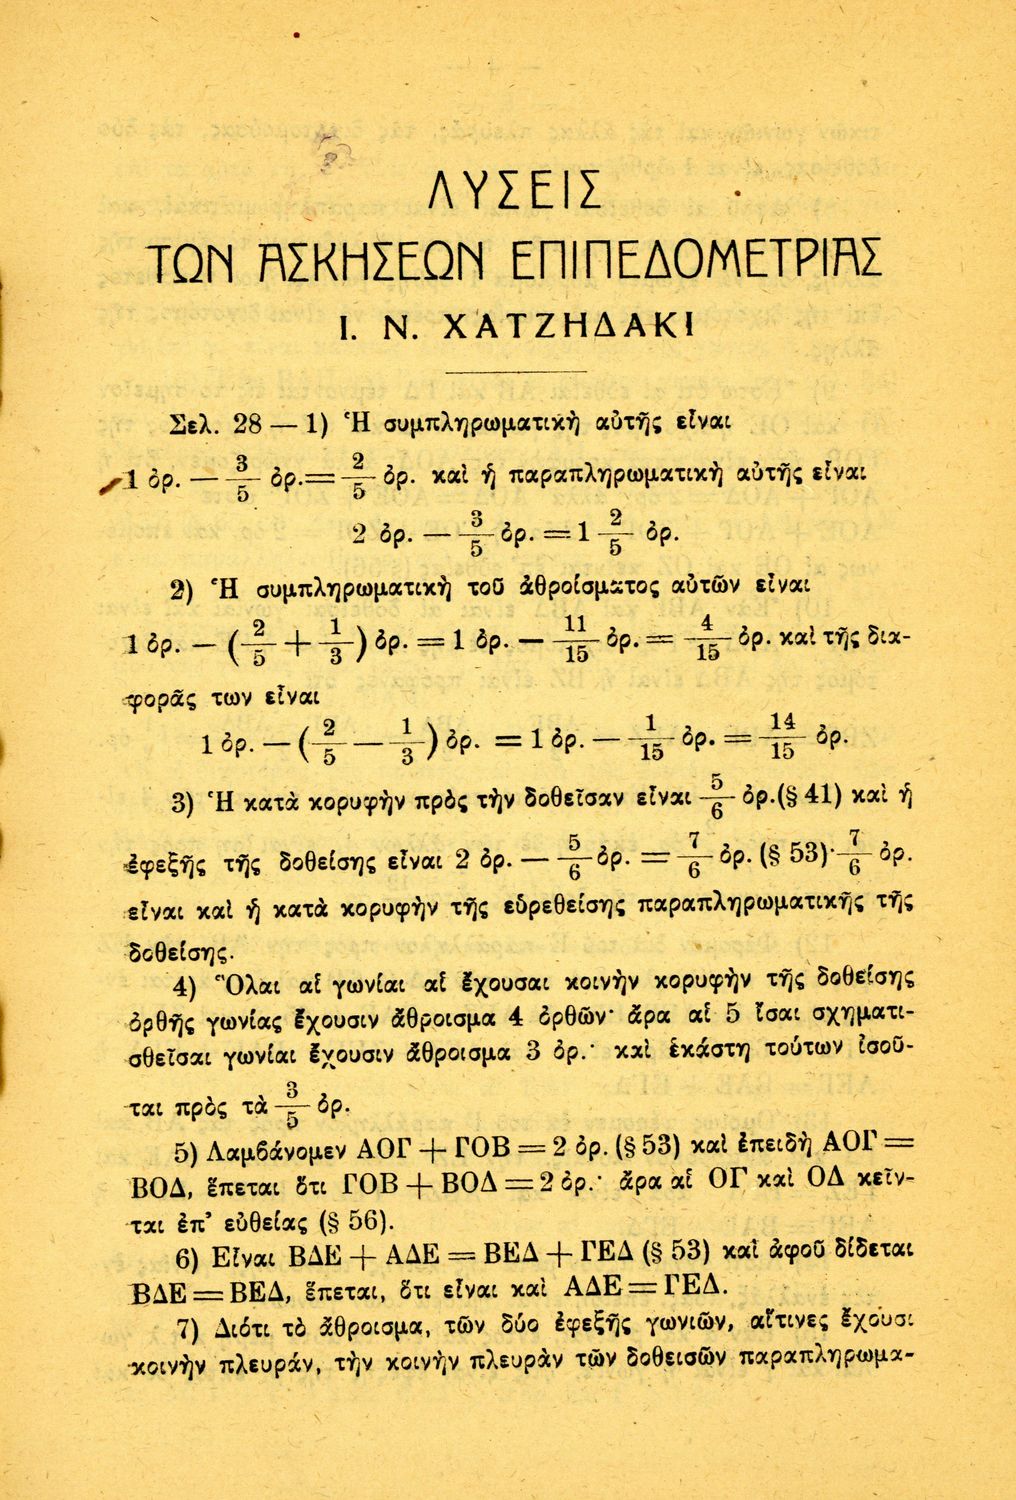 ΛΥΣΕΙΣ
ΤΩΝ ΑΣΚΗΣΕΩΝ ΕΠΙΠΕΔΟΜΕΤΡΙΑΣ
Ι. Ν. ΧΑΤΖΗΔΑΚΙ
Σελ. 28 — 1) Ἡ συμπληρωματικὴ αὐτῆς εἶναι
1 ὀρ. — 3/5 ὀρ. = 2/5 ὀρ. καὶ ἡ παραπληρωματικὴ αὐτῆς εἶναι
2 ὀρ. — 3/5 ὀρ. = 1 2/5 ὀρ.
2) Ἡ συμπληρωματικὴ τοῦ ἀθροίσματος αὐτῶν εἶναι
1 ὀρ. — (2/5 + 1/3) ὀρ. = 1 ὀρ. — 11/15 ὀρ. = 4/15 ὀρ. καὶ τῆς δια-
φορᾶς των εἶναι
1 ὀρ. — (2/5 — 1/3) ὀρ. = 1 ὀρ. — 1/15 ὀρ. = 14/15 ὀρ.
3) Ἡ κατὰ κορυφὴν πρὸς τὴν δοθεῖσαν εἶναι 5/6 ὀρ. (§ 41) καὶ ἡ
ἐφεξῆς τῆς δοθείσης εἶναι 2 ὀρ. — 5/6 ὀρ. = 7/6 ὀρ. (§ 53)· 7/6 ὀρ.
εἶναι καὶ ἡ κατὰ κορυφὴν τῆς εὑρεθείσης παραπληρωματικῆς τῆς
δοθείσης.
4) Ὅλαι αἱ γωνίαι αἱ ἔχουσαι κοινὴν κορυφὴν τῆς δοθείσης
ὀρθῆς γωνίας ἔχουσιν ἄθροισμα 4 ὀρθῶν· ἄρα αἱ 5 ἴσαι σχηματι-
σθεῖσαι γωνίαι ἔχουσιν ἄθροισμα 3 ὀρ.· καὶ ἑκάστη τούτων ἰσοῦ-
ται πρὸς τὰ 3/5 ὀρ.
5) Λαμβάνομεν ΑΟΓ + ΓΟΒ = 2 ὀρ. (§ 53) καὶ ἐπειδὴ ΑΟΓ =
ΒΟΔ, ἕπεται ὅτι ΓΟΒ + ΒΟΔ = 2 ὀρ.· ἄρα αἱ ΟΓ καὶ ΟΔ κεῖν-
ται ἐπ' εὐθείας (§ 56).
6) Εἶναι ΒΔΕ + ΑΔΕ = ΒΕΔ + ΓΕΔ (§ 53) καὶ ἀφοῦ δίδεται
ΒΔΕ = ΒΕΔ, ἕπεται, ὅτι εἶναι καὶ ΑΔΕ = ΓΕΔ.
7) Διότι τὸ ἄθροισμα, τῶν δύο ἐφεξῆς γωνιῶν, αἵτινες ἔχουσι
κοινὴν πλευράν, τὴν κοινὴν πλευρὰν τῶν δοθεισῶν παραπληρωμα-